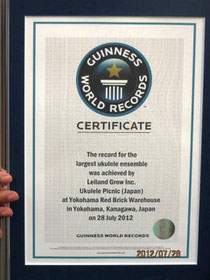 GUINNESS
WORLD RECORDS
CERTIFICATE
The record for the
largest ukulele ensemble
was achieved by
Leiland Grow Inc.
Ukulele Picnic (Japan)
at Yokohama Red Brick Warehouse
in Yokohama, Kanagawa, Japan
on 28 July 2012
GUINNESS WORLD RECORDS
2012/07/28